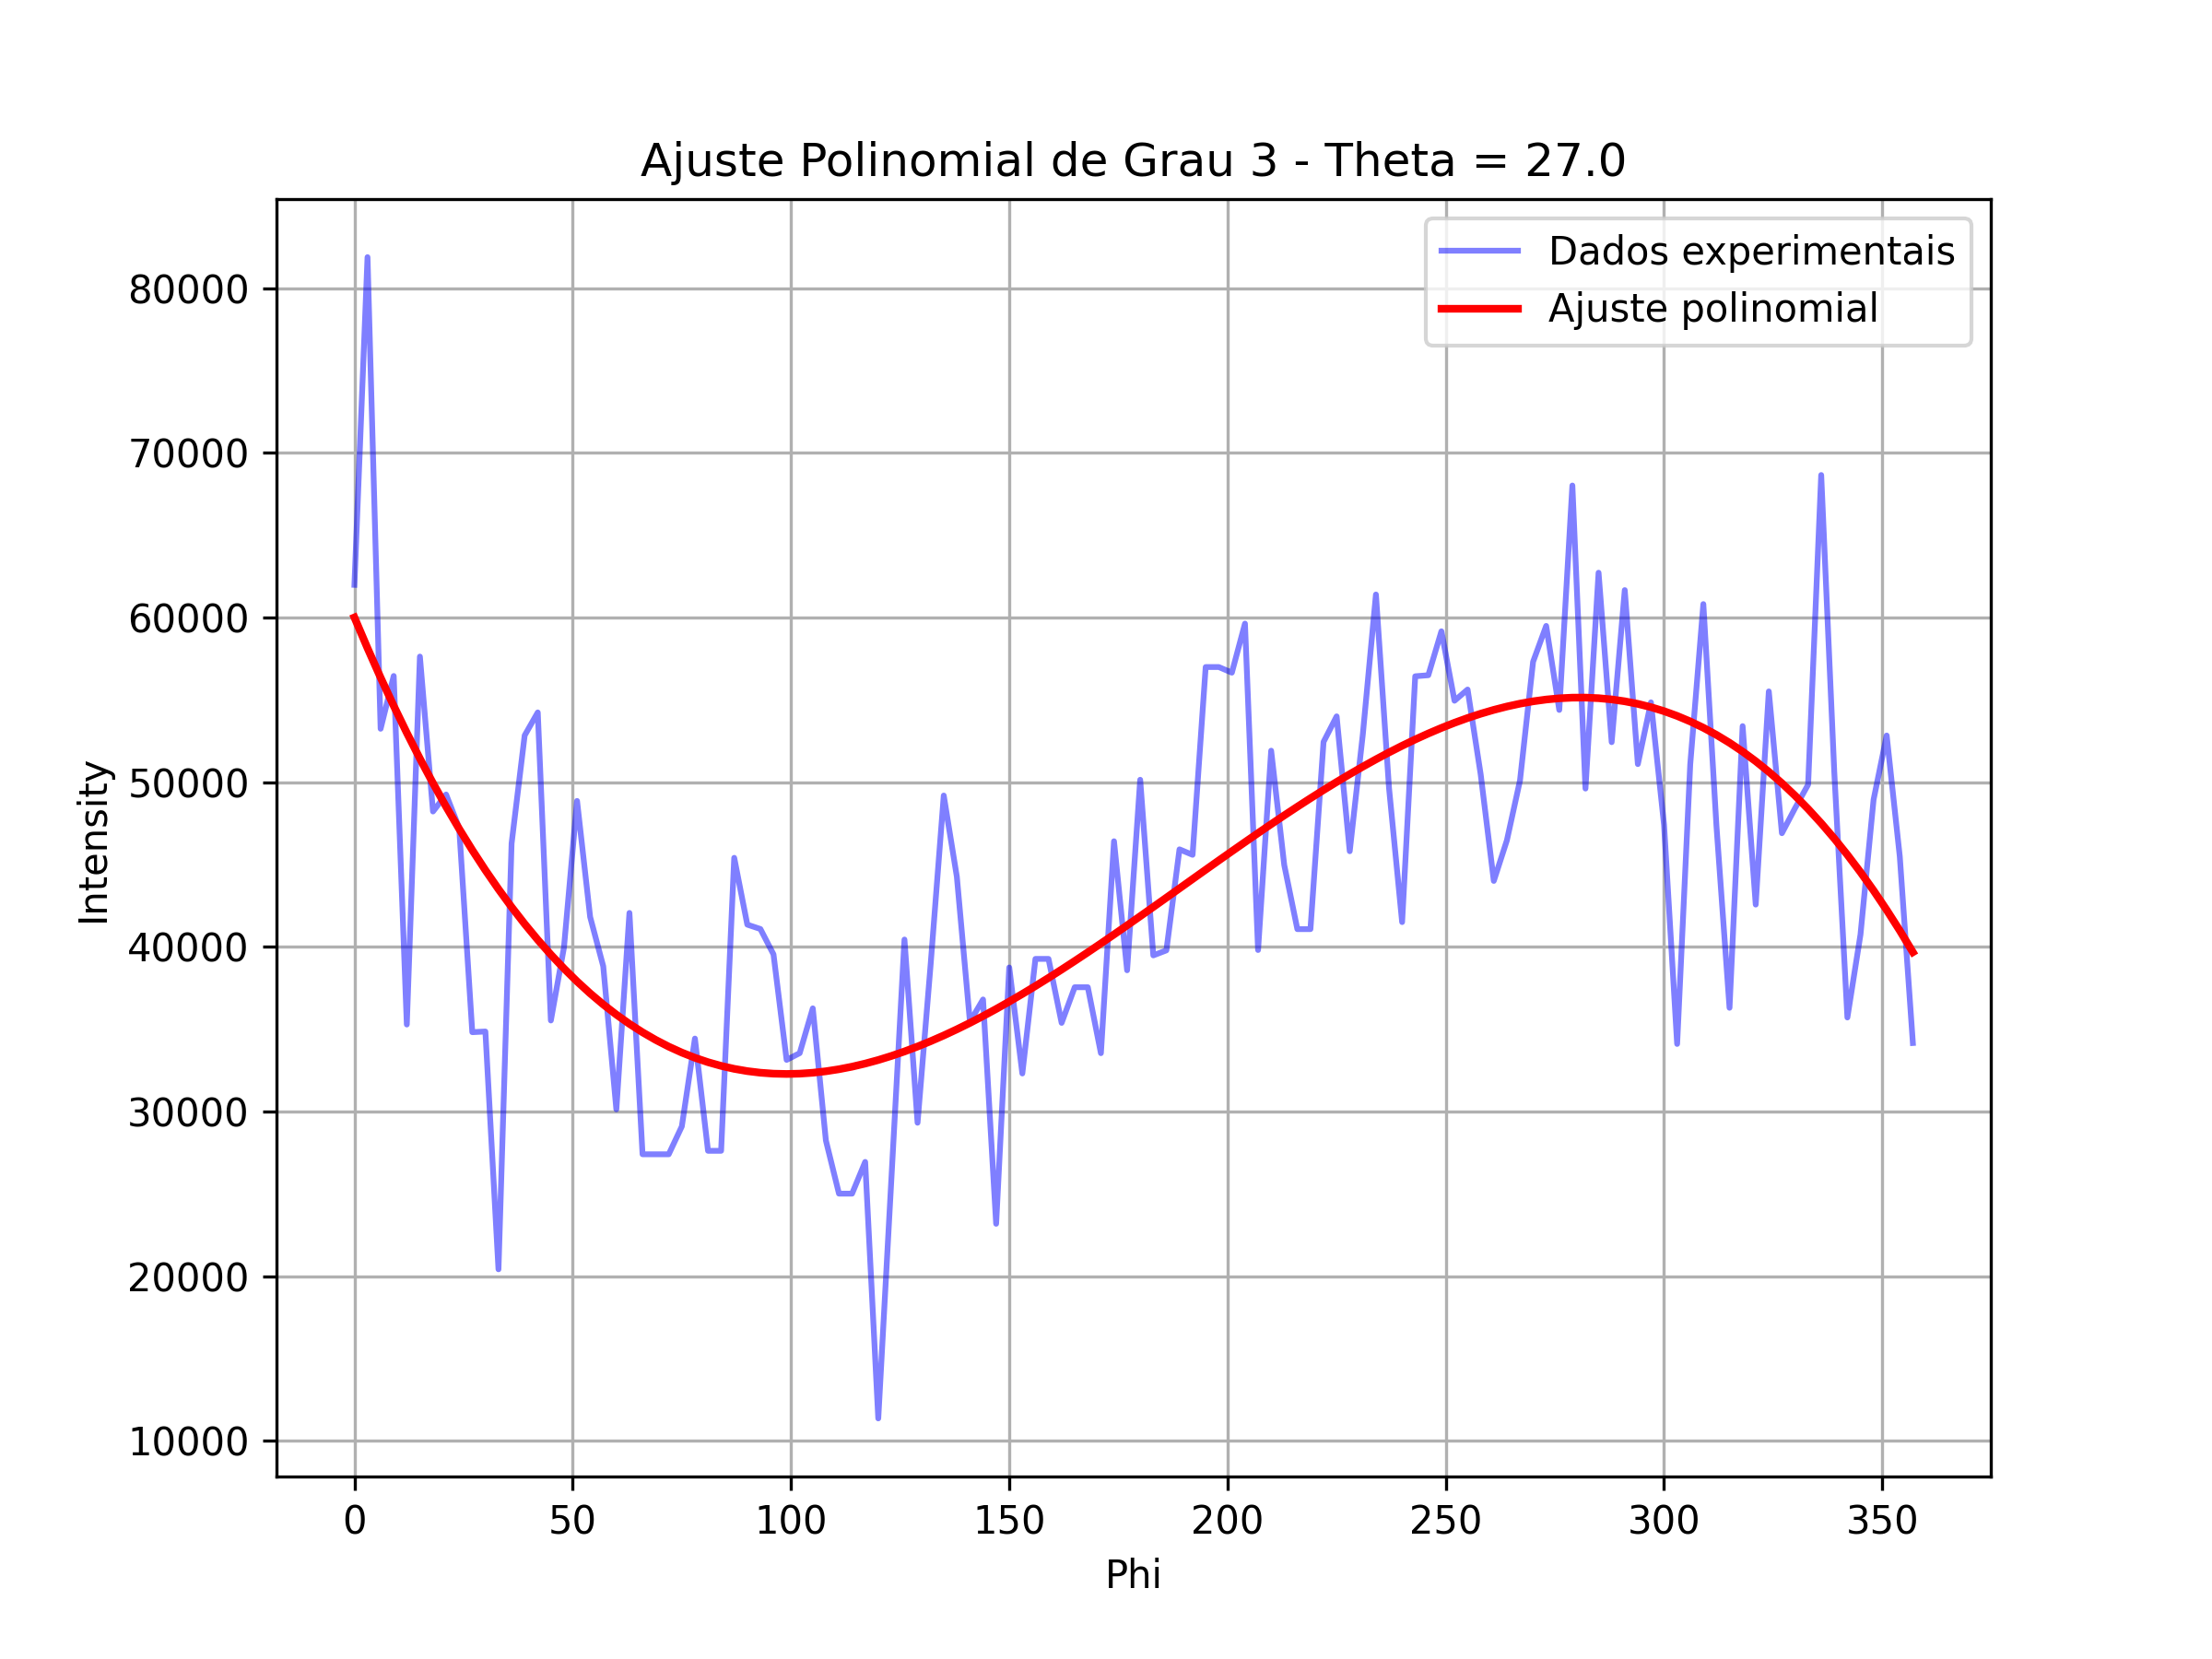 Ajuste Polinomial de Grau 3 - Theta = 27.0
Dados experimentais
Ajuste polinomial
80000
70000
60000
50000
40000
30000
20000
10000
Intensity
0 50 100 150 200 250 300 350
Phi